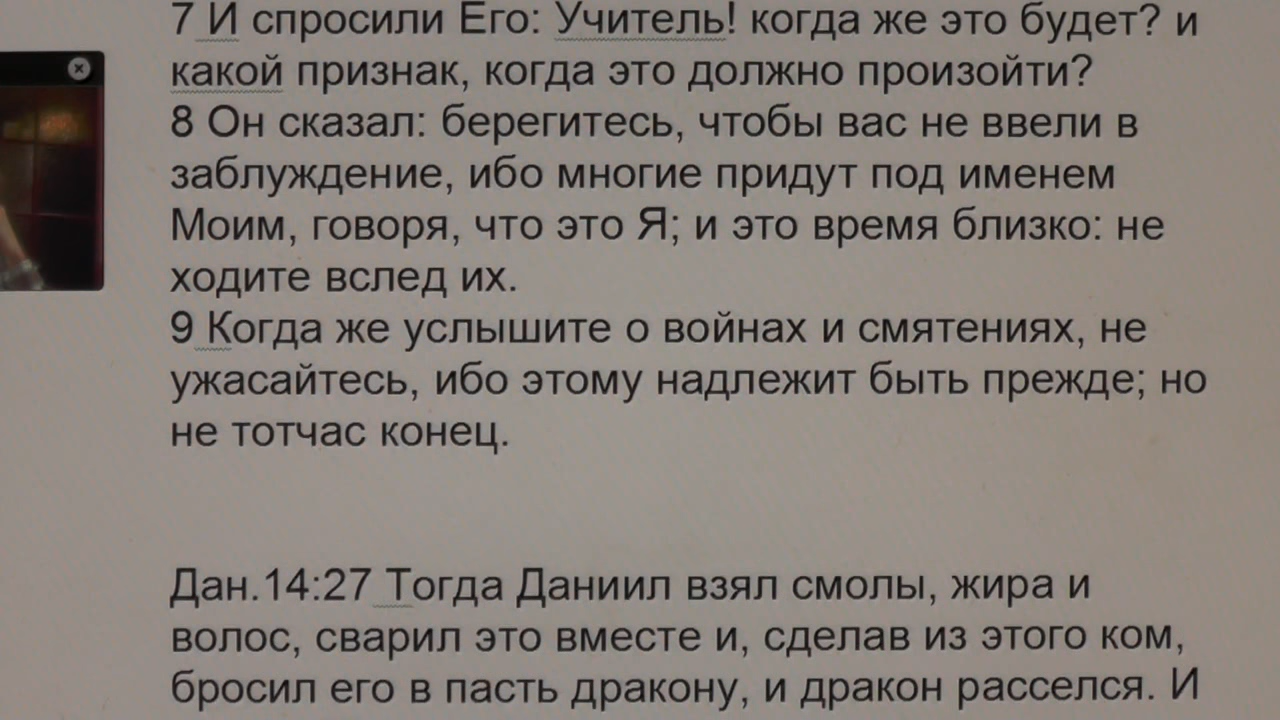 7 И спросили Его: Учитель! когда же это будет? и
какой признак, когда это должно произойти?
8 Он сказал: берегитесь, чтобы вас не ввели в
заблуждение, ибо многие придут под именем
Моим, говоря, что это Я; и это время близко: не
ходите вслед их.
9 Когда же услышите о войнах и смятениях, не
ужасайтесь, ибо этому надлежит быть прежде; но
не тотчас конец.
Дан.14:27 Тогда Даниил взял смолы, жира и
волос, сварил это вместе и, сделав из этого ком,
бросил его в пасть дракону, и дракон расселся. И